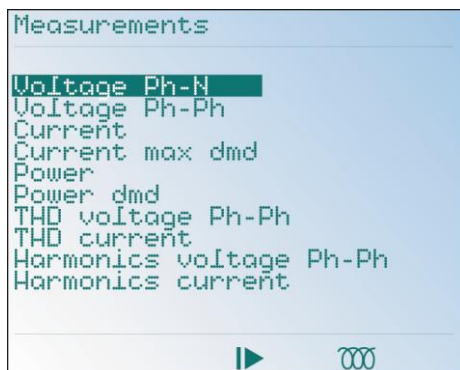 Measurements
Voltage Ph-N
Voltage Ph-Ph
Current
Current max dmd
Power
Power dmd
THD voltage Ph-Ph
THD current
Harmonics voltage Ph-Ph
Harmonics current